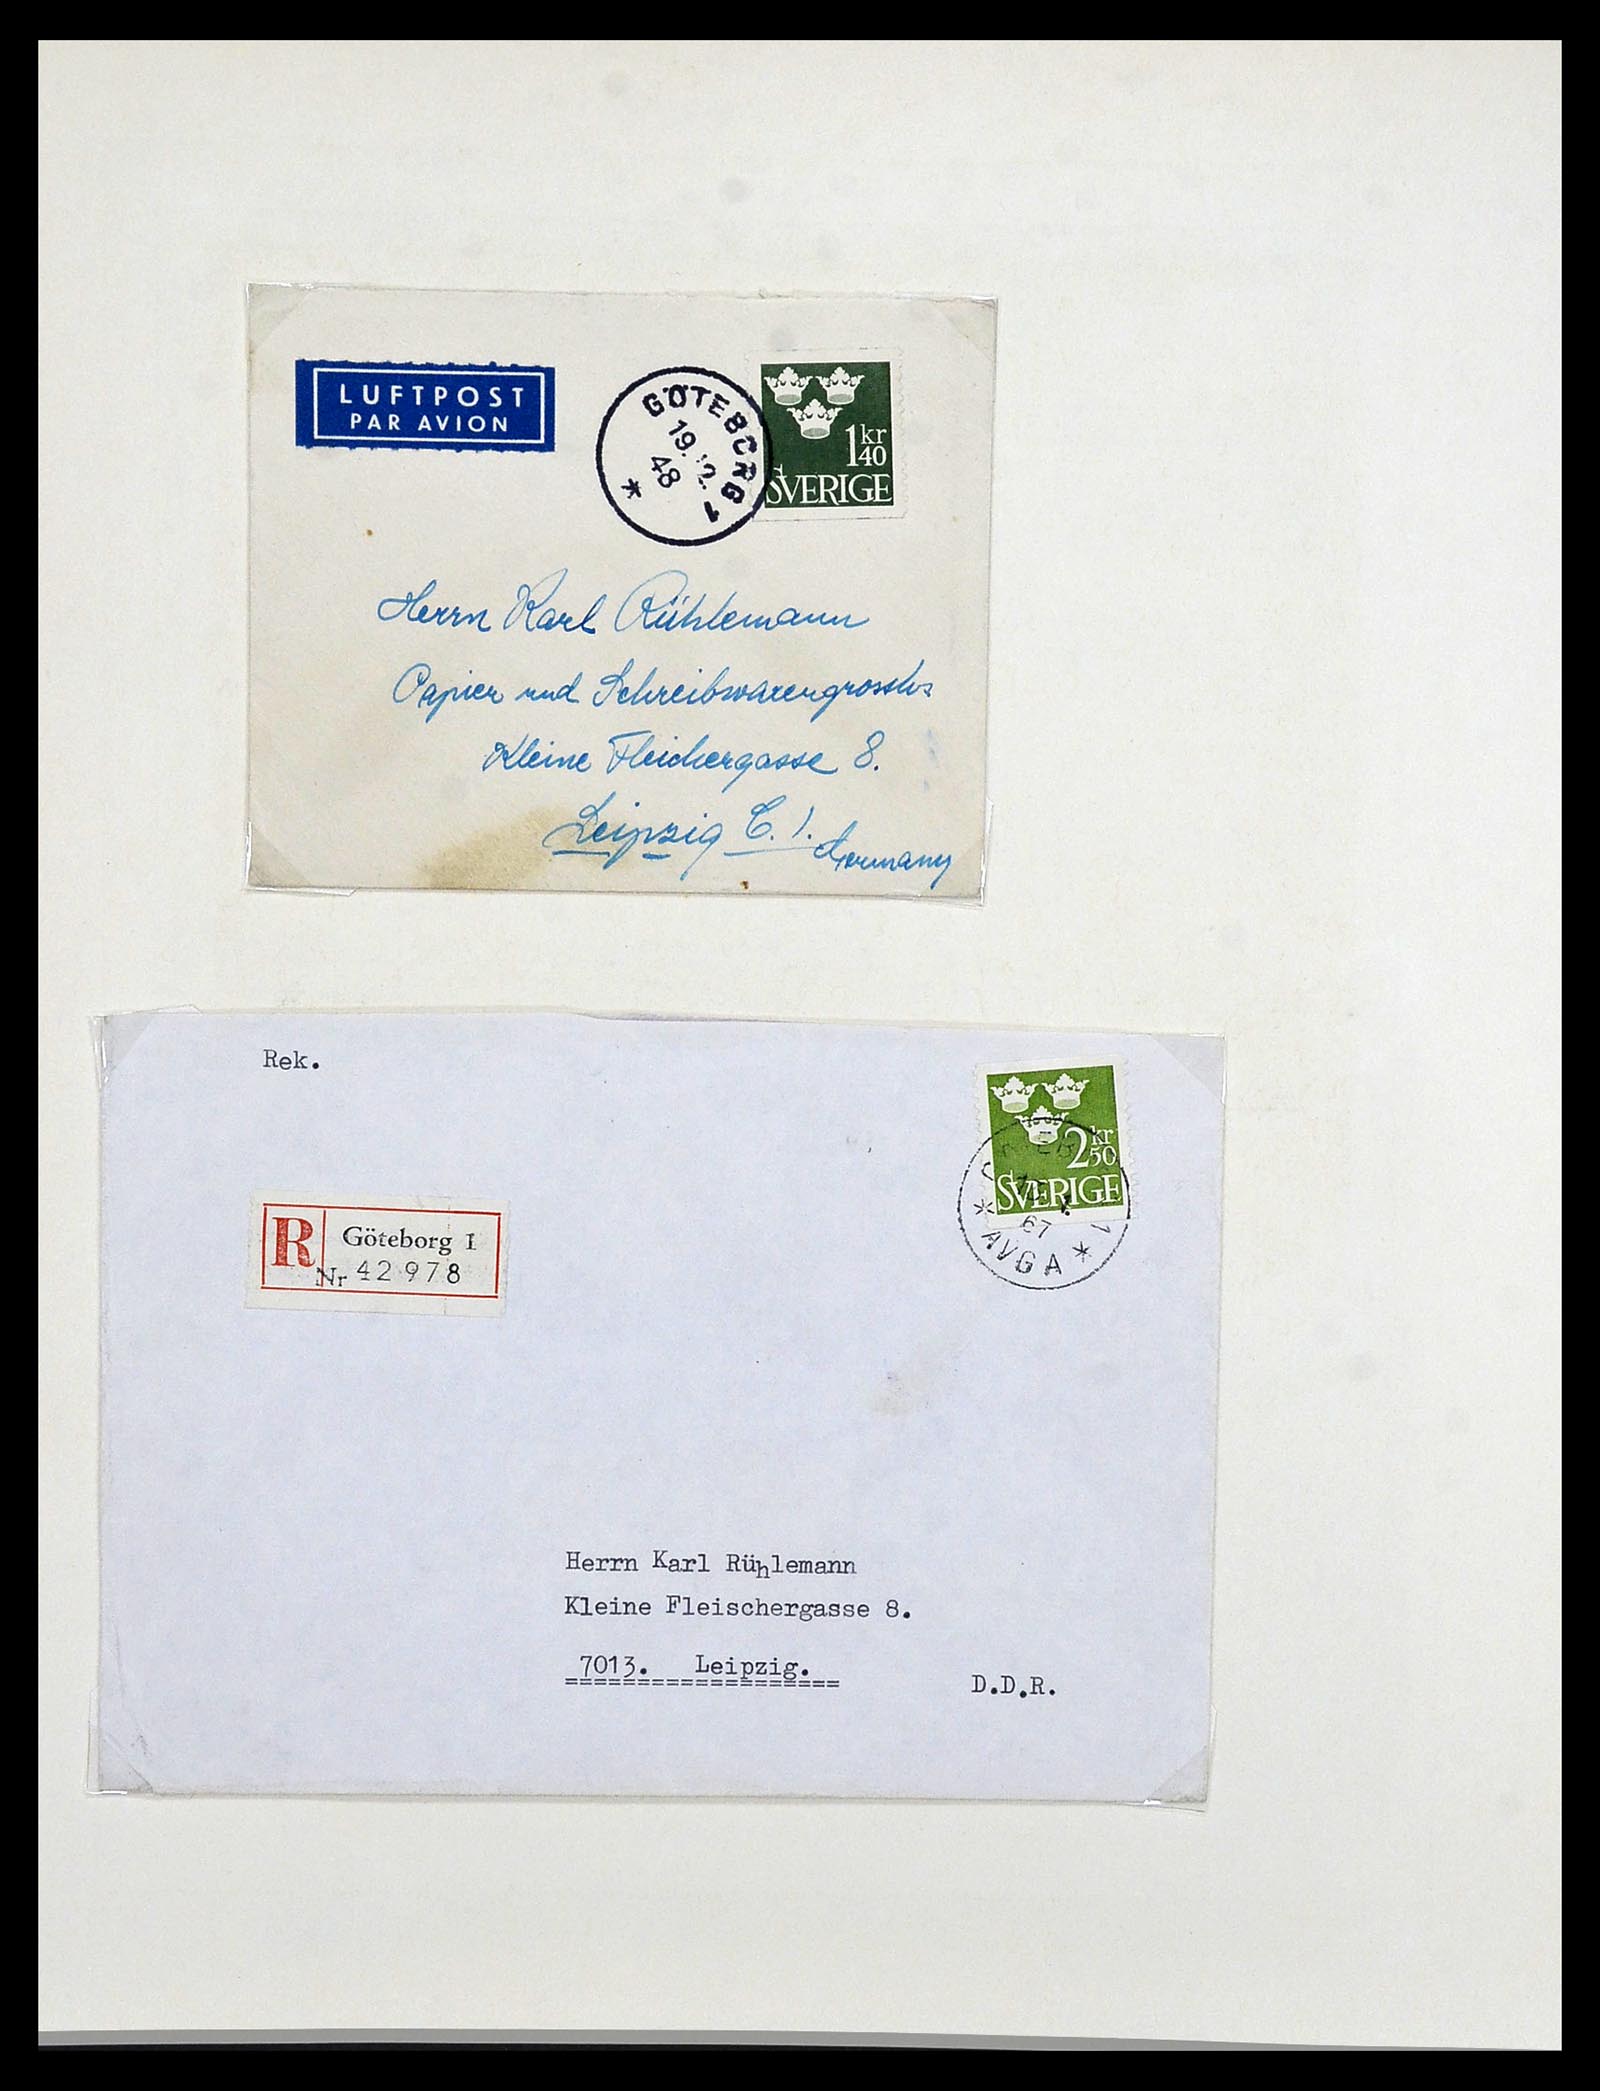 LUFTPOST
PAR AVION
GÖTEBORG 1
19.12.
48
1 kr 40
SVERIGE
Herrn Karl Rühlemann
Papier und Schreibwarengrosshs
Kleine Fleichergasse 8.
Leipzig C. 1.
Germany
Rek.
2 kr 50
SVERIGE
67
AVGA
R Göteborg 1
Nr 42978
Herrn Karl Rühlemann
Kleine Fleischergasse 8.
7013. Leipzig.
D.D.R.